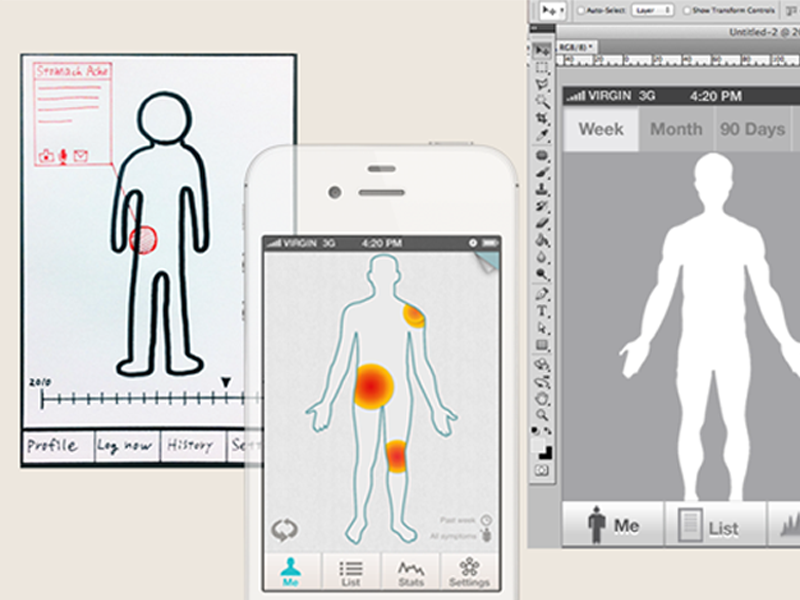 Stomach Ache
2010
Profile
Log now
History
VIRGIN 3G
4:20 PM
Past week
All symptoms
Me
List
Stats
Settings
Auto-Select:
Layer
Show Transform Controls
Untitled-2 @
RGB/8) *
VIRGIN 3G
4:20 PM
Week
Month
90 Days
Me
List